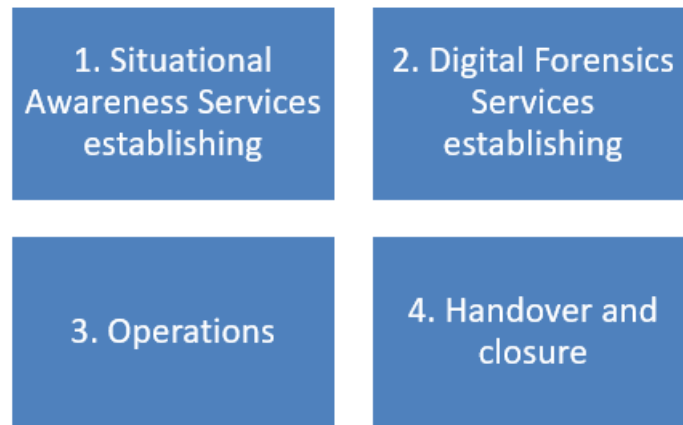 1. Situational
Awareness Services
establishing
2. Digital Forensics
Services
establishing
3. Operations
4. Handover and
closure